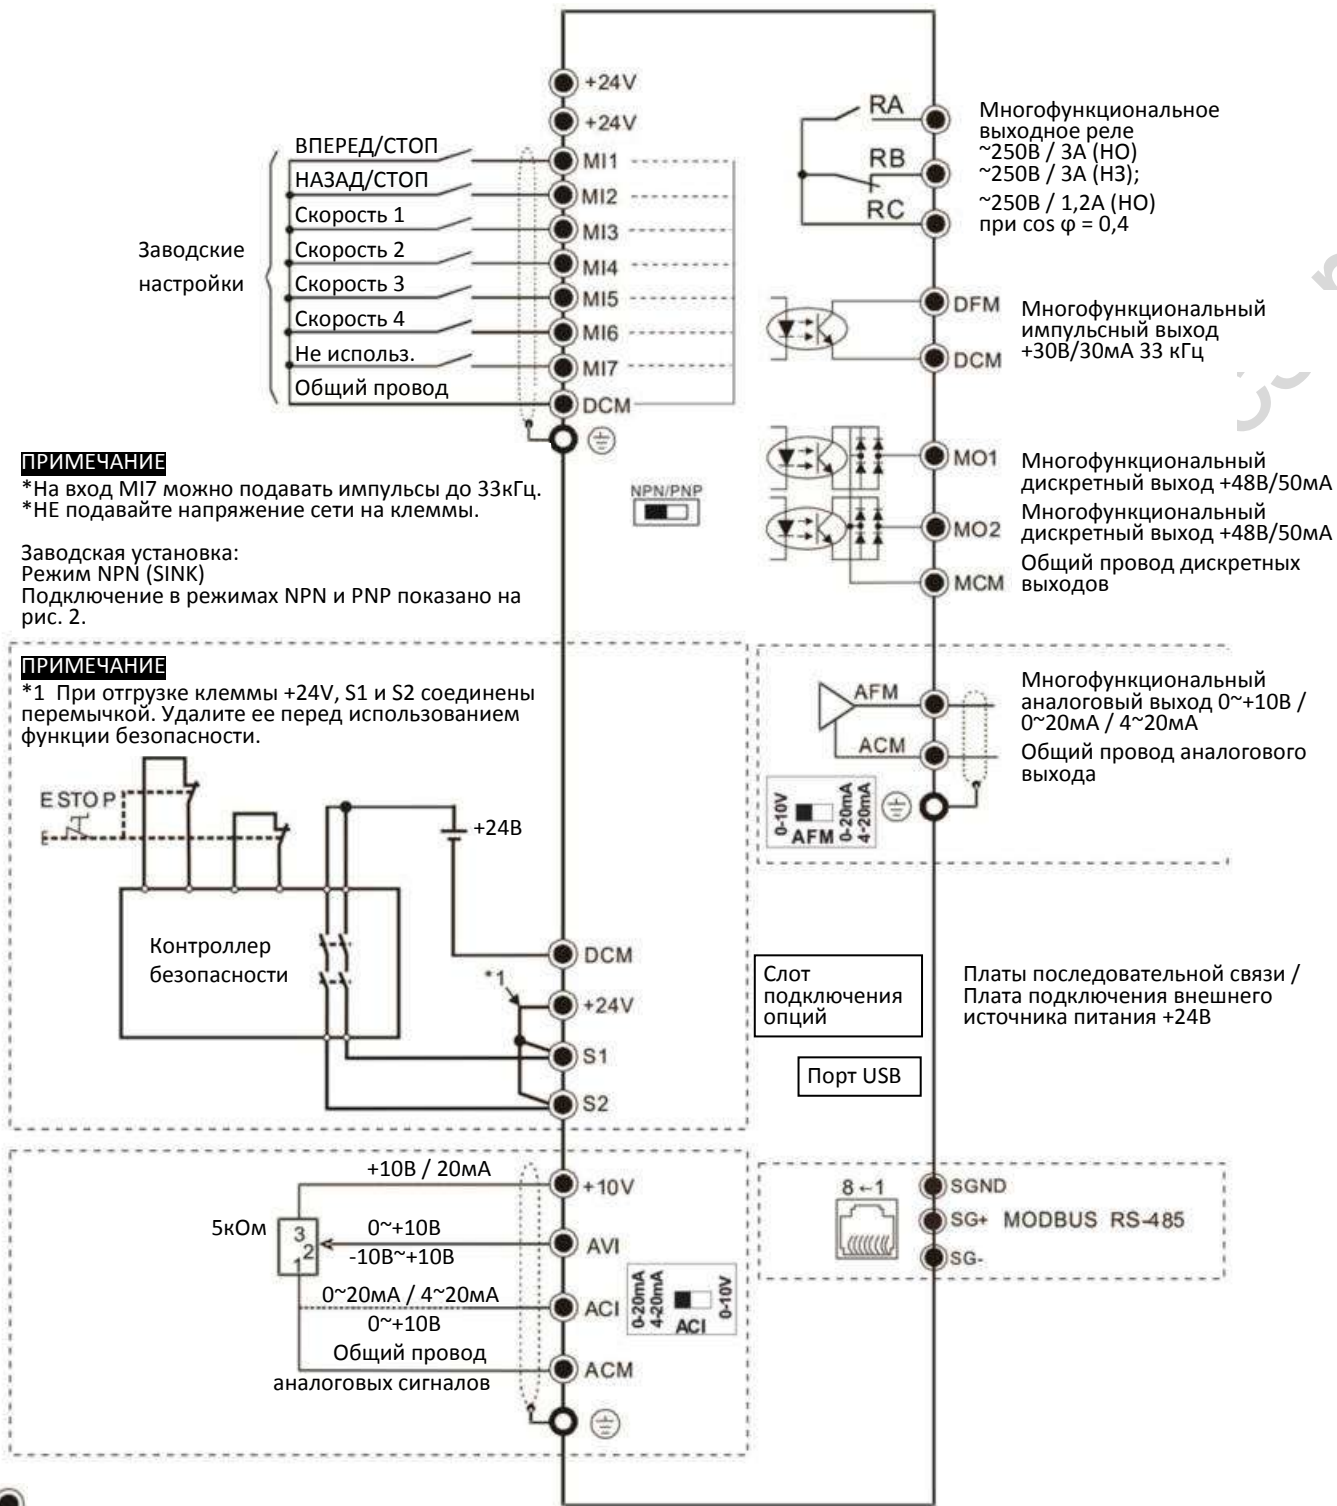 +24V
+24V
ВПЕРЕД/СТОП
MI1
НАЗАД/СТОП
MI2
Скорость 1
MI3
Скорость 2
MI4
Скорость 3
MI5
Скорость 4
MI6
Не использ.
MI7
Общий провод
DCM
Заводские
настройки
RA
RB
RC
Многофункциональное
выходное реле
~250В / 3А (НО)
~250В / 3А (НЗ);
~250В / 1,2А (НО)
при cos φ = 0,4
DFM
DCM
Многофункциональный
импульсный выход
+30В/30мА 33 кГц
MO1
Многофункциональный
дискретный выход +48В/50мА
MO2
Многофункциональный
дискретный выход +48В/50мА
MCM
Общий провод дискретных
выходов
NPN/PNP
ПРИМЕЧАНИЕ
*На вход MI7 можно подавать импульсы до 33кГц.
*НЕ подавайте напряжение сети на клеммы.
Заводская установка:
Режим NPN (SINK)
Подключение в режимах NPN и PNP показано на
рис. 2.
ПРИМЕЧАНИЕ
*1 При отгрузке клеммы +24V, S1 и S2 соединены
перемычкой. Удалите ее перед использованием
функции безопасности.
E STOP
+24В
Контроллер
безопасности
*1
DCM
+24V
S1
S2
AFM
ACM
Многофункциональный
аналоговый выход 0~+10В /
0~20мА / 4~20мА
Общий провод аналогового
выхода
0-10V
AFM
0-20mA
4-20mA
Слот
подключения
опций
Платы последовательной связи /
Плата подключения внешнего
источника питания +24В
Порт USB
+10В / 20мА
+10V
5кОм
3
2
1
0~+10В
-10В~+10В
AVI
0~20мА / 4~20мА
0~+10В
ACI
Общий провод
аналоговых сигналов
ACM
0-20mA
4-20mA
ACI
0-10V
8←1
SGND
SG+ MODBUS RS-485
SG-